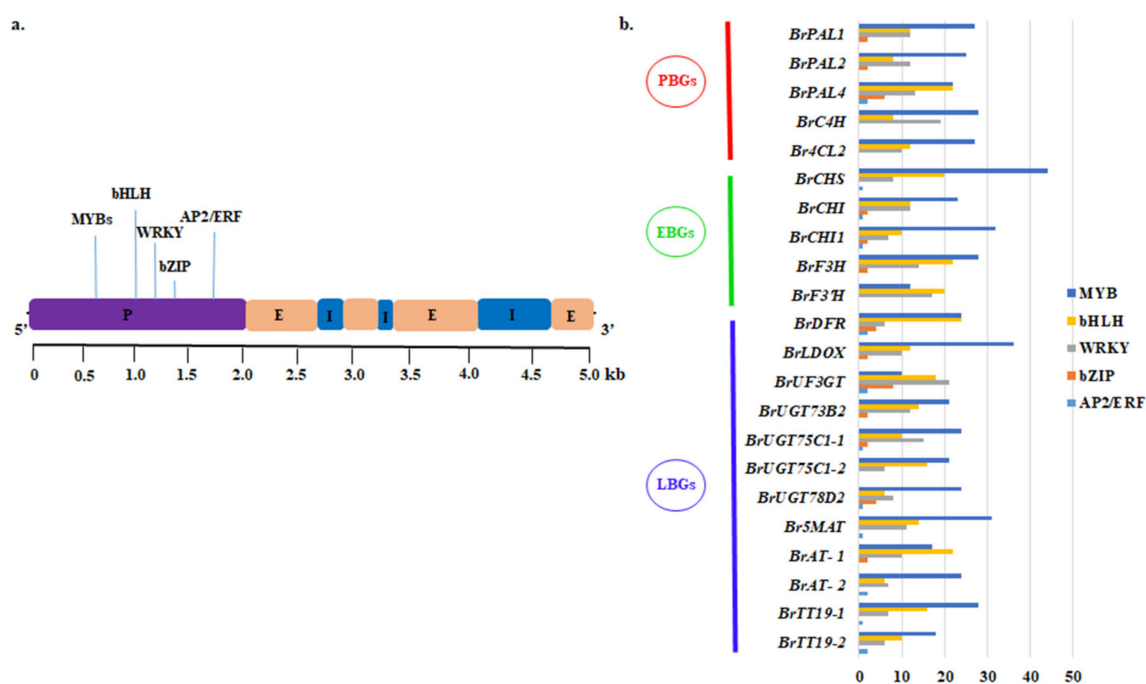 a.
bHLH
MYBs
AP2/ERF
WRKY
bZIP
5’
P
E
I
I
E
I
E
3’
0
0.5
1.0
1.5
2.0
2.5
3.0
3.5
4.0
4.5
5.0 kb
b.
PBGs
EBGs
LBGs
BrPAL1
BrPAL2
BrPAL4
BrC4H
Br4CL2
BrCHS
BrCHI
BrCHI1
BrF3H
BrF3'H
BrDFR
BrLDOX
BrUF3GT
BrUGT73B2
BrUGT75C1-1
BrUGT75C1-2
BrUGT78D2
Br5MAT
BrAT- 1
BrAT- 2
BrTT19-1
BrTT19-2
0
10
20
30
40
50
MYB
bHLH
WRKY
bZIP
AP2/ERF